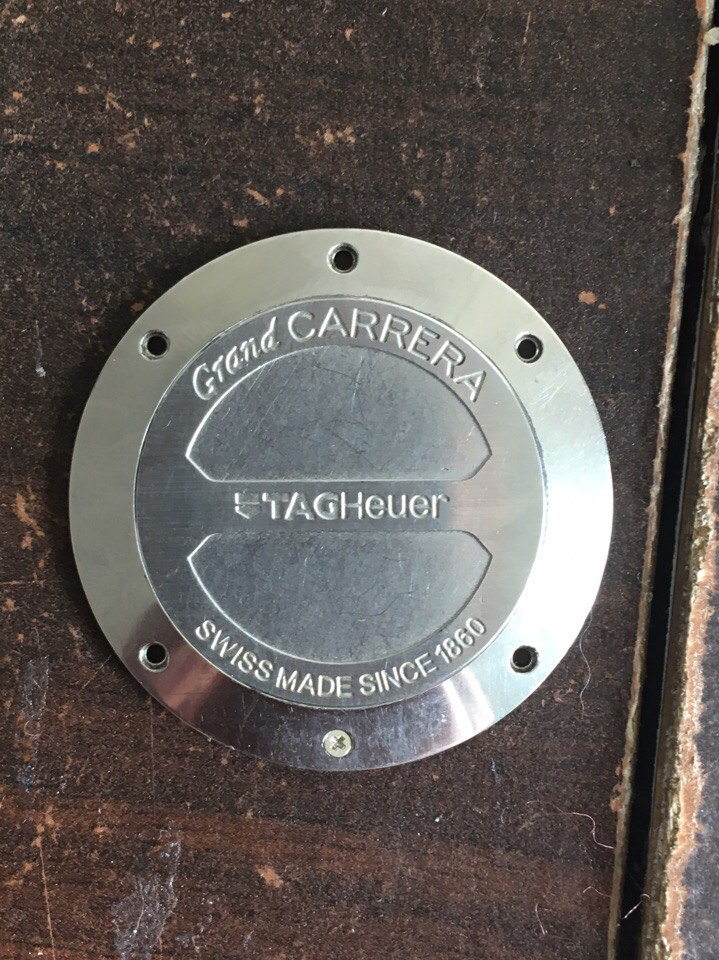 Grand CARRERA
TAGHeuer
SWISS MADE SINCE 1860